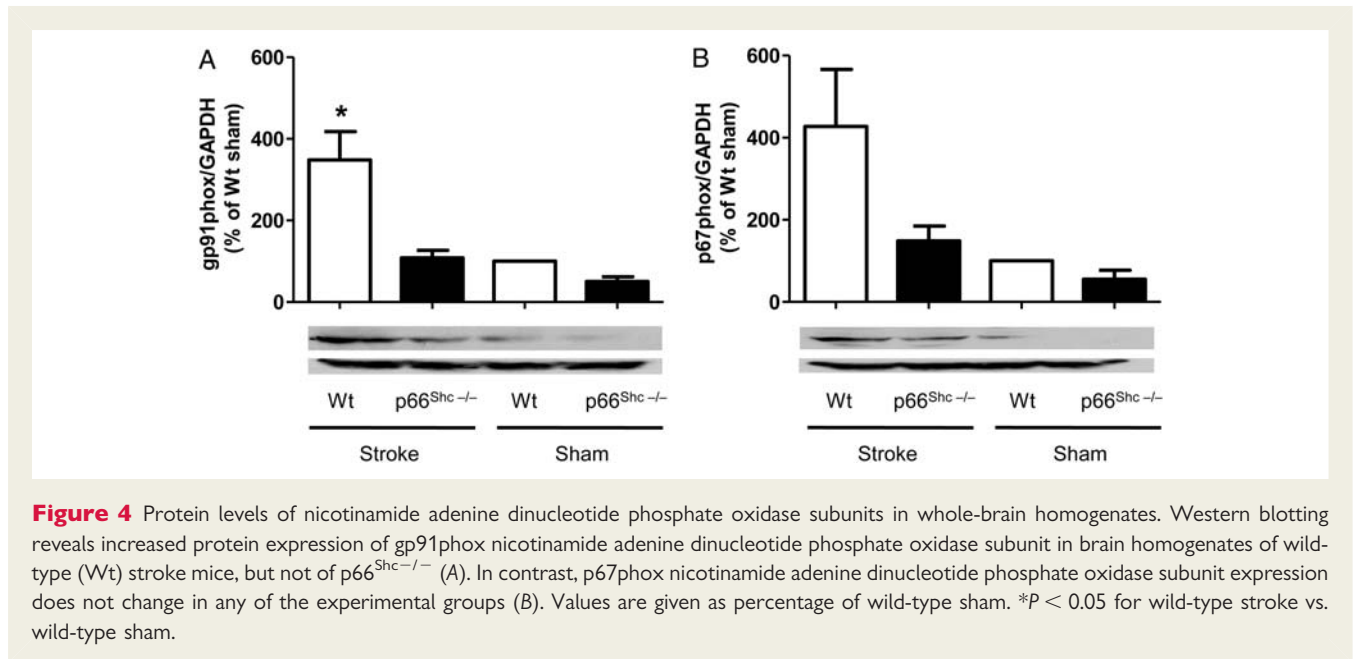 A
B
600
400
200
0
gp91phox/GAPDH
(% of Wt sham)
*
600
400
200
0
p67phox/GAPDH
(% of Wt sham)
Wt p66Shc −/− Wt p66Shc −/−
Stroke Sham
Wt p66Shc −/− Wt p66Shc −/−
Stroke Sham
Figure 4 Protein levels of nicotinamide adenine dinucleotide phosphate oxidase subunits in whole-brain homogenates. Western blotting
reveals increased protein expression of gp91phox nicotinamide adenine dinucleotide phosphate oxidase subunit in brain homogenates of wild-
type (Wt) stroke mice, but not of p66Shc−/− (A). In contrast, p67phox nicotinamide adenine dinucleotide phosphate oxidase subunit expression
does not change in any of the experimental groups (B). Values are given as percentage of wild-type sham. *P < 0.05 for wild-type stroke vs.
wild-type sham.